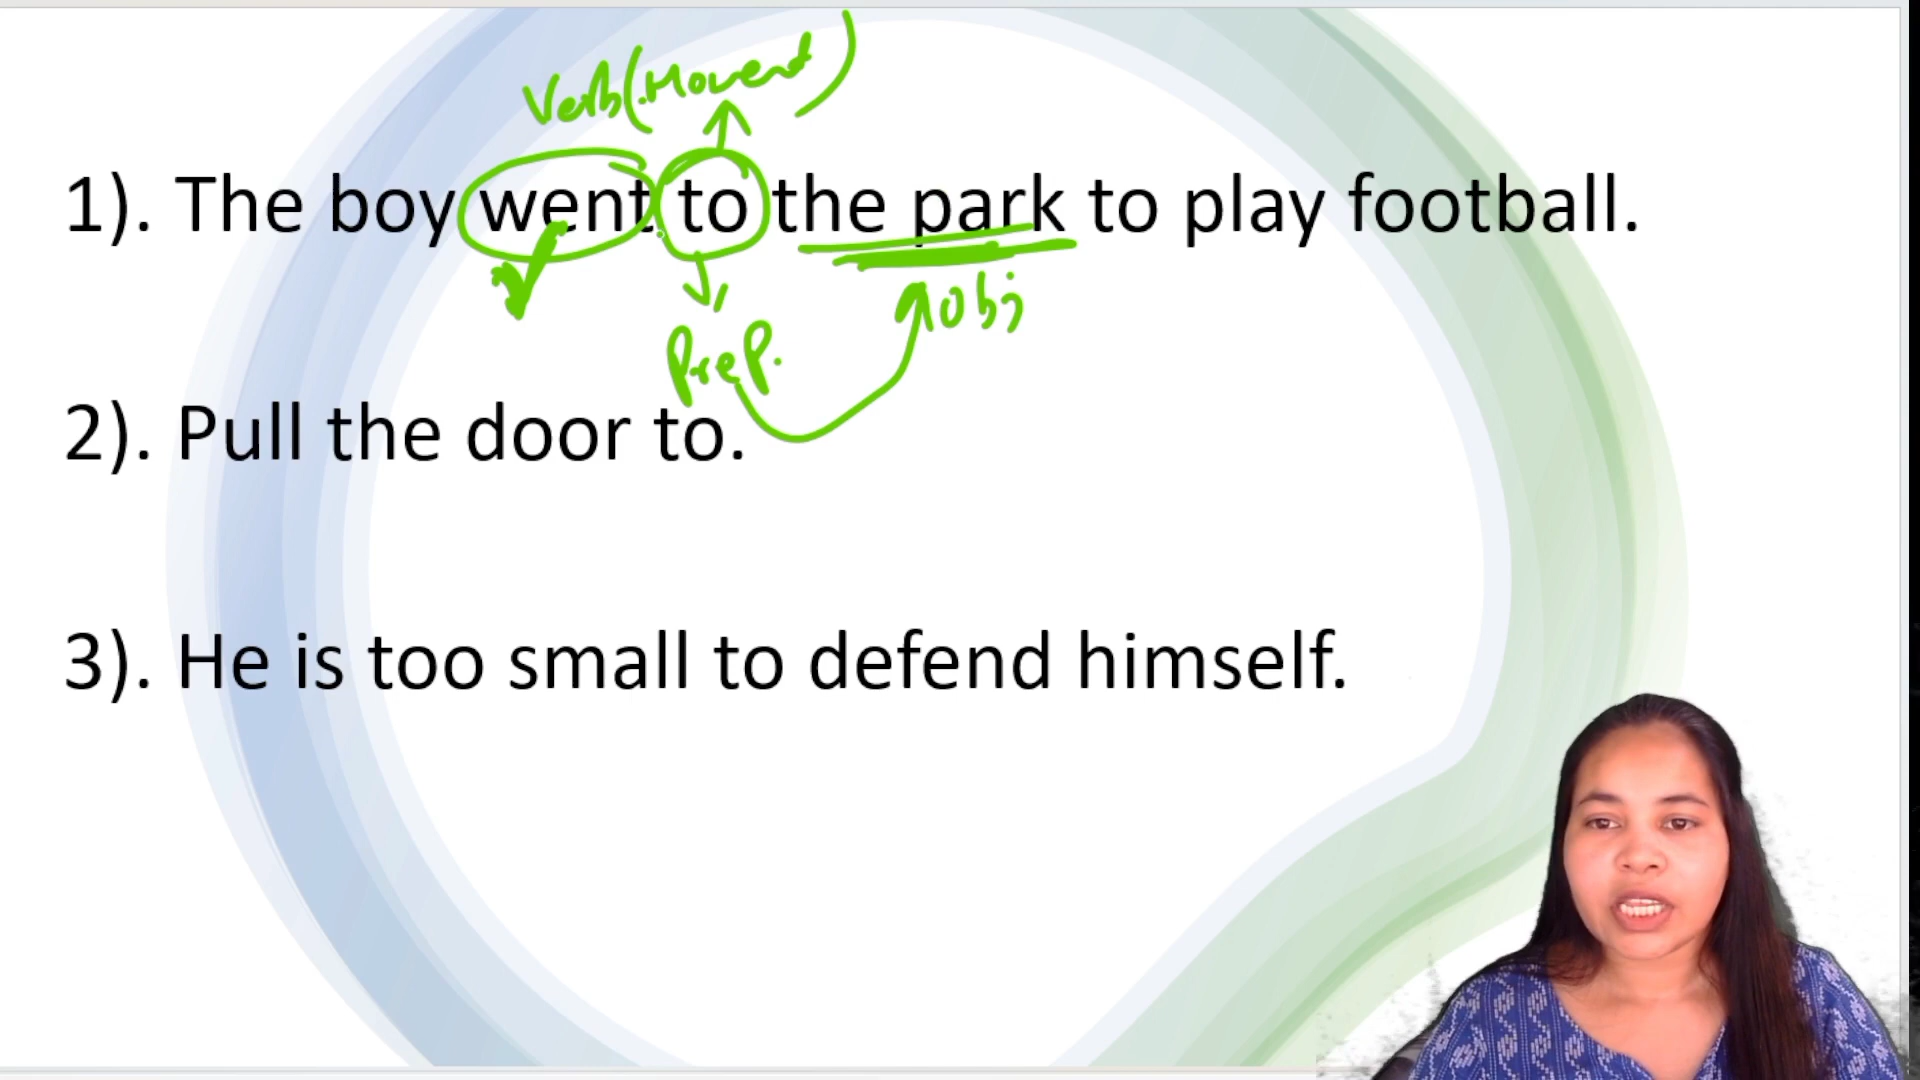 Verb (Movent)
1). The boy went to the park to play football.
obj
Prep.
2). Pull the door to.
3). He is too small to defend himself.